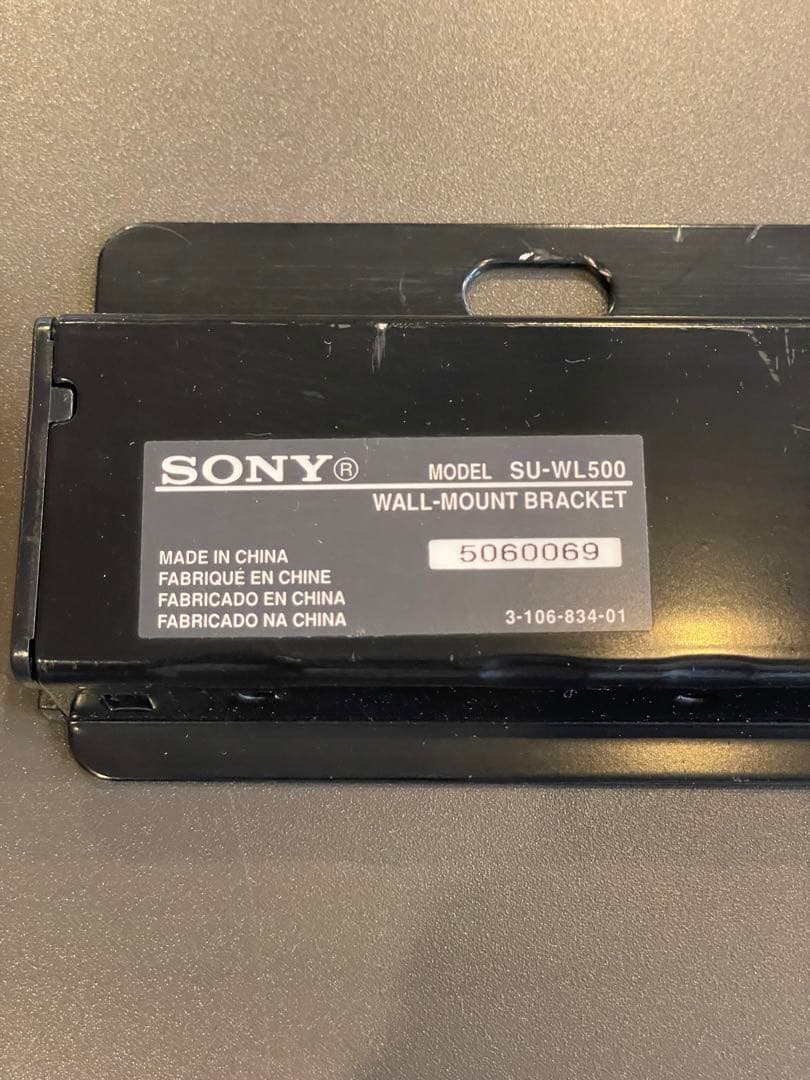 SONY®
MODEL SU-WL500
WALL-MOUNT BRACKET
5060069
MADE IN CHINA
FABRIQUÉ EN CHINE
FABRICADO EN CHINA
FABRICADO NA CHINA
3-106-834-01